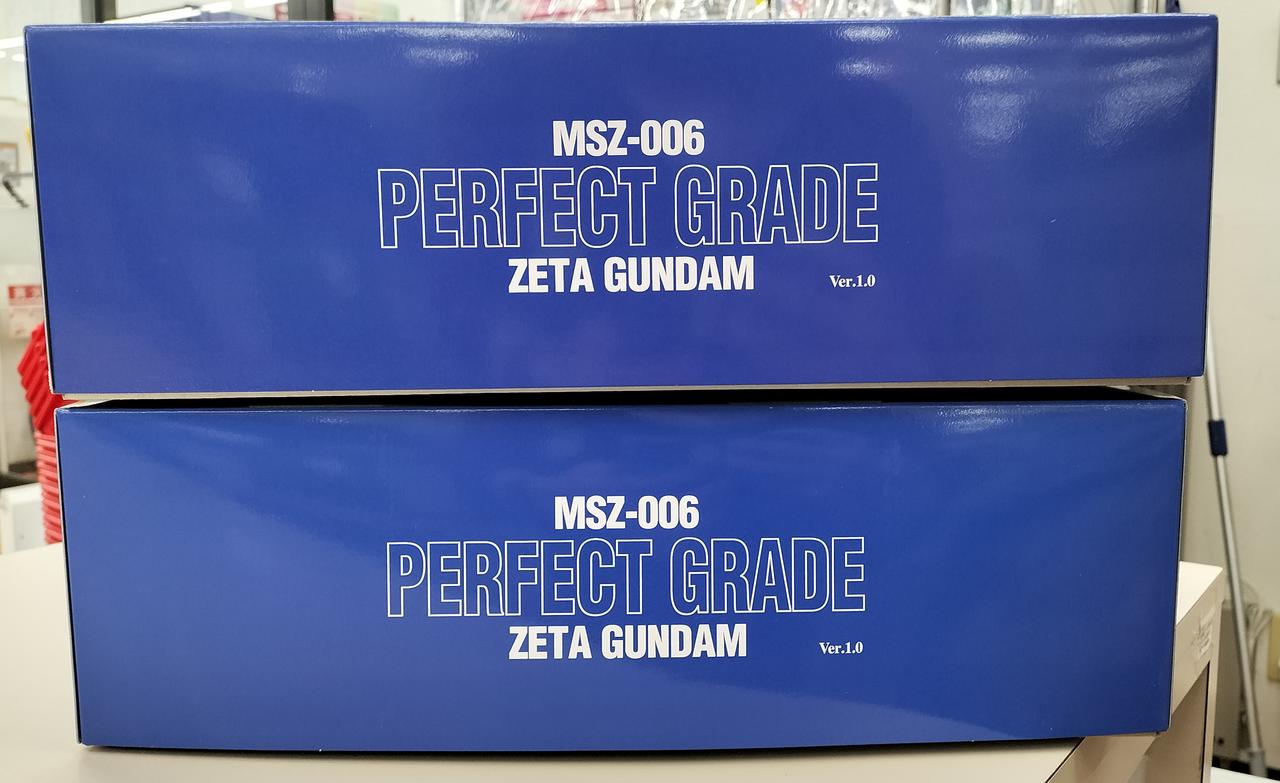 MSZ-006
PERFECT GRADE
ZETA GUNDAM
Ver.1.0
MSZ-006
PERFECT GRADE
ZETA GUNDAM
Ver.1.0